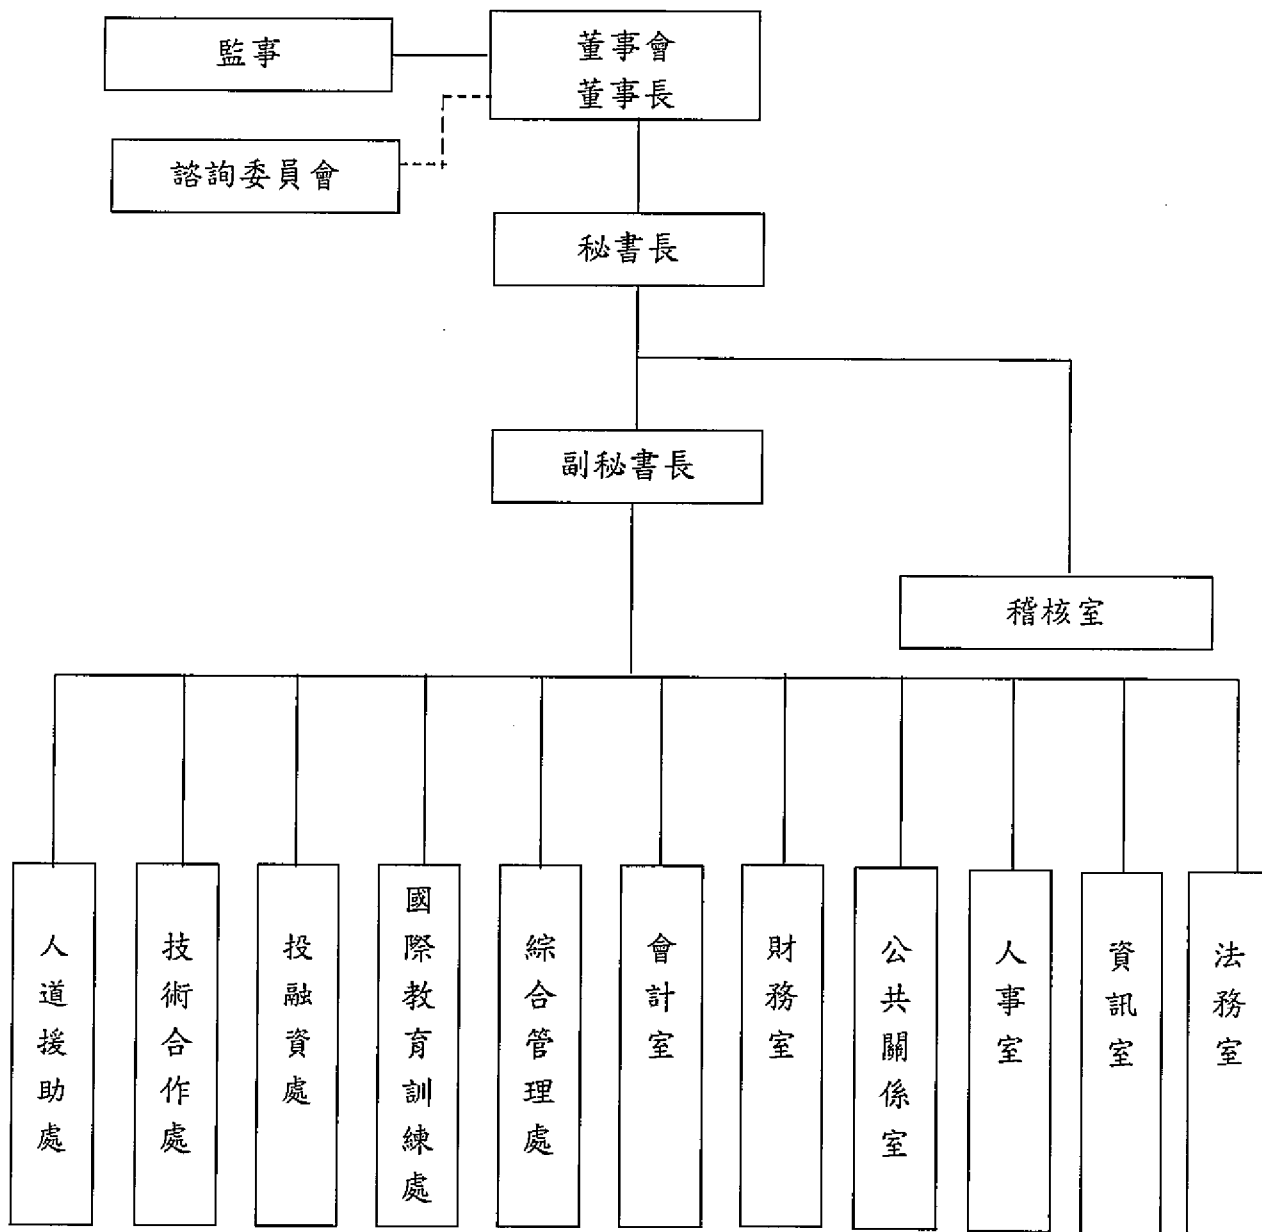 監事
董事會
董事長
諮詢委員會
秘書長
副秘書長
稽核室
人道援助處
技術合作處
投融資處
國際教育訓練處
綜合管理處
會計室
財務室
公共關係室
人事室
資訊室
法務室